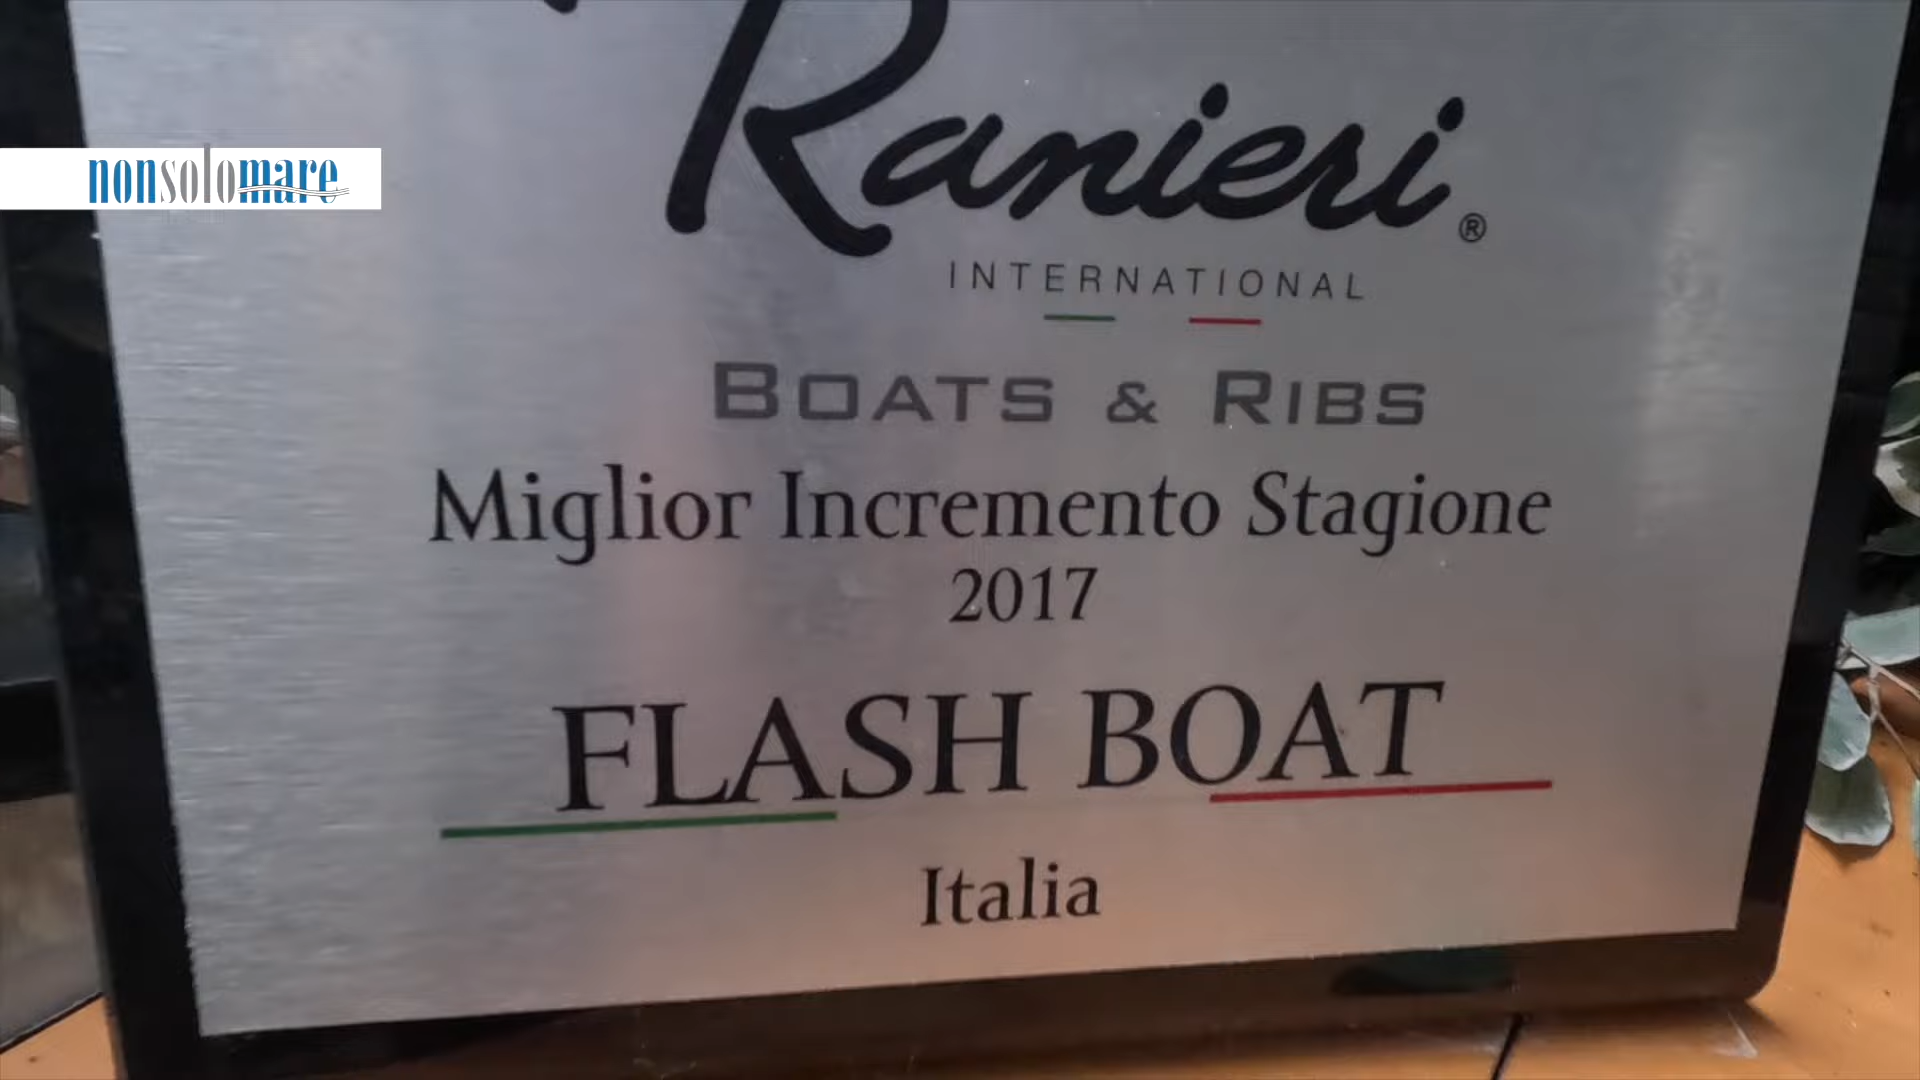 Ranieri®
nonsolomare
INTERNATIONAL
BOATS & RIBS
Miglior Incremento Stagione
2017
FLASH BOAT
Italia